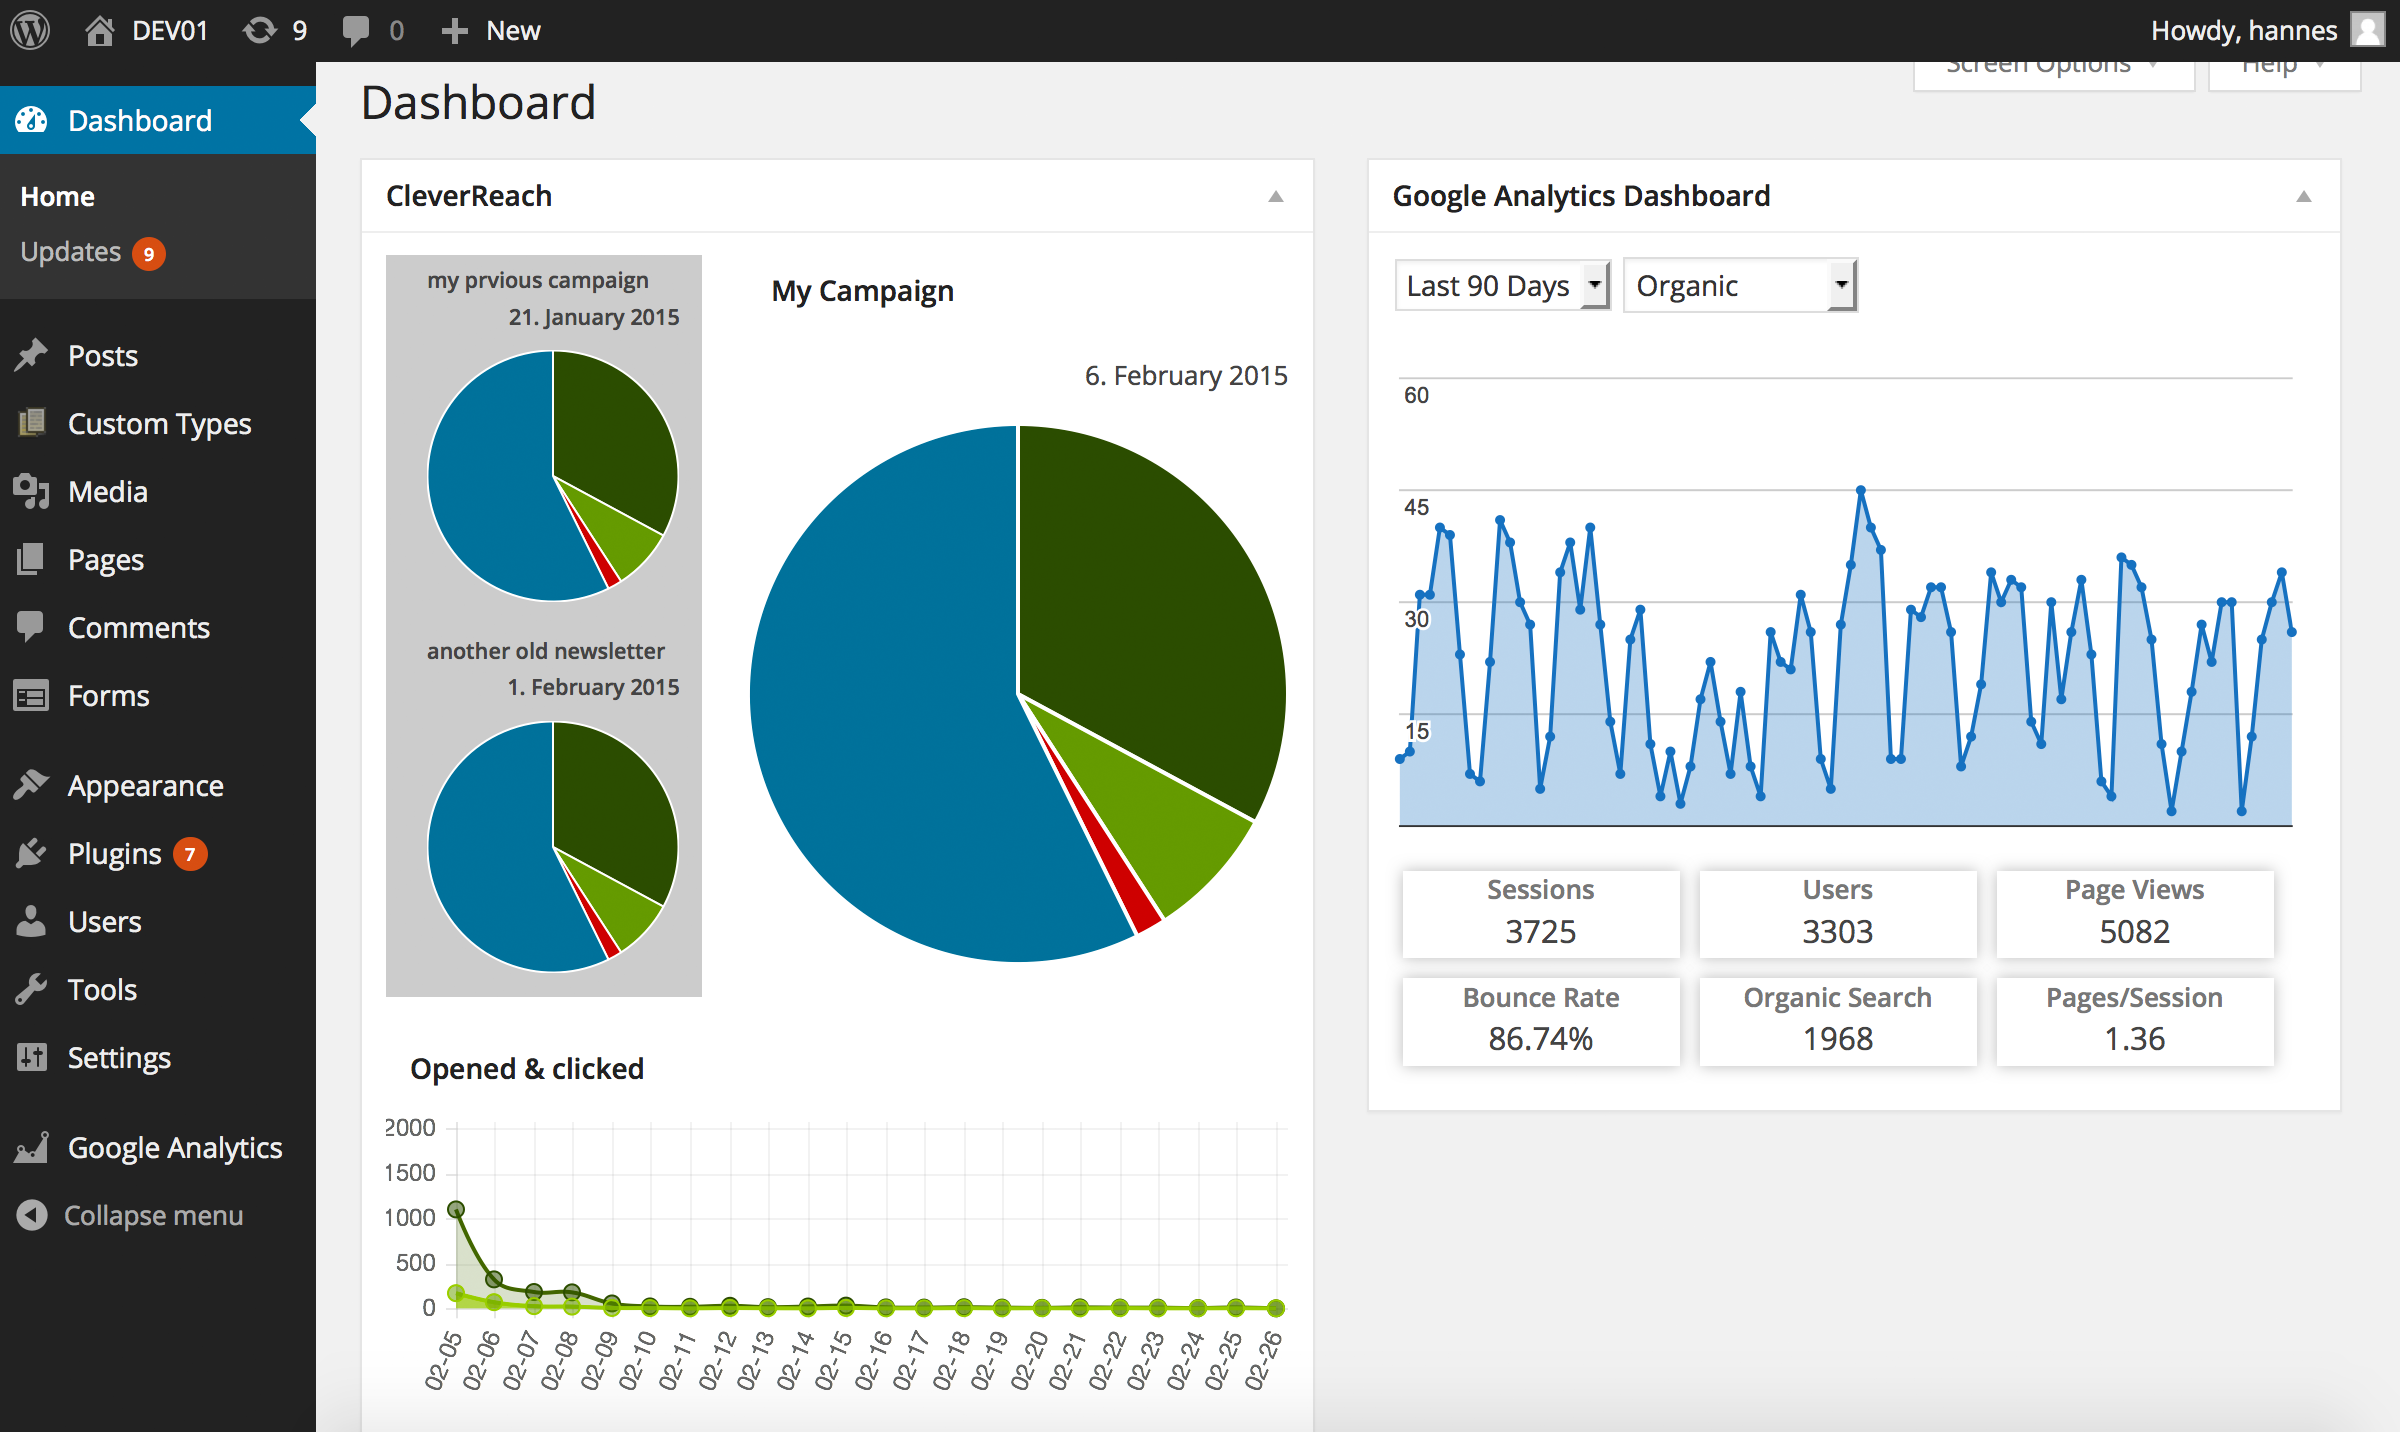 DEV01 9 0 New
Howdy, hannes
Screen Options Help
Dashboard
Home
Updates 9
Posts
Custom Types
Media
Pages
Comments
Forms
Appearance
Plugins 7
Users
Tools
Settings
Google Analytics
Collapse menu
Dashboard
CleverReach
my prvious campaign
21. January 2015
another old newsletter
1. February 2015
My Campaign
6. February 2015
Opened & clicked
2000
1500
1000
500
0
02-05 02-06 02-07 02-08 02-09 02-10 02-11 02-12 02-13 02-14 02-15 02-16 02-17 02-18 02-19 02-20 02-21 02-22 02-23 02-24 02-25 02-26
Google Analytics Dashboard
Last 90 Days Organic
60
45
30
15
Sessions Users Page Views
3725 3303 5082
Bounce Rate Organic Search Pages/Session
86.74% 1968 1.36